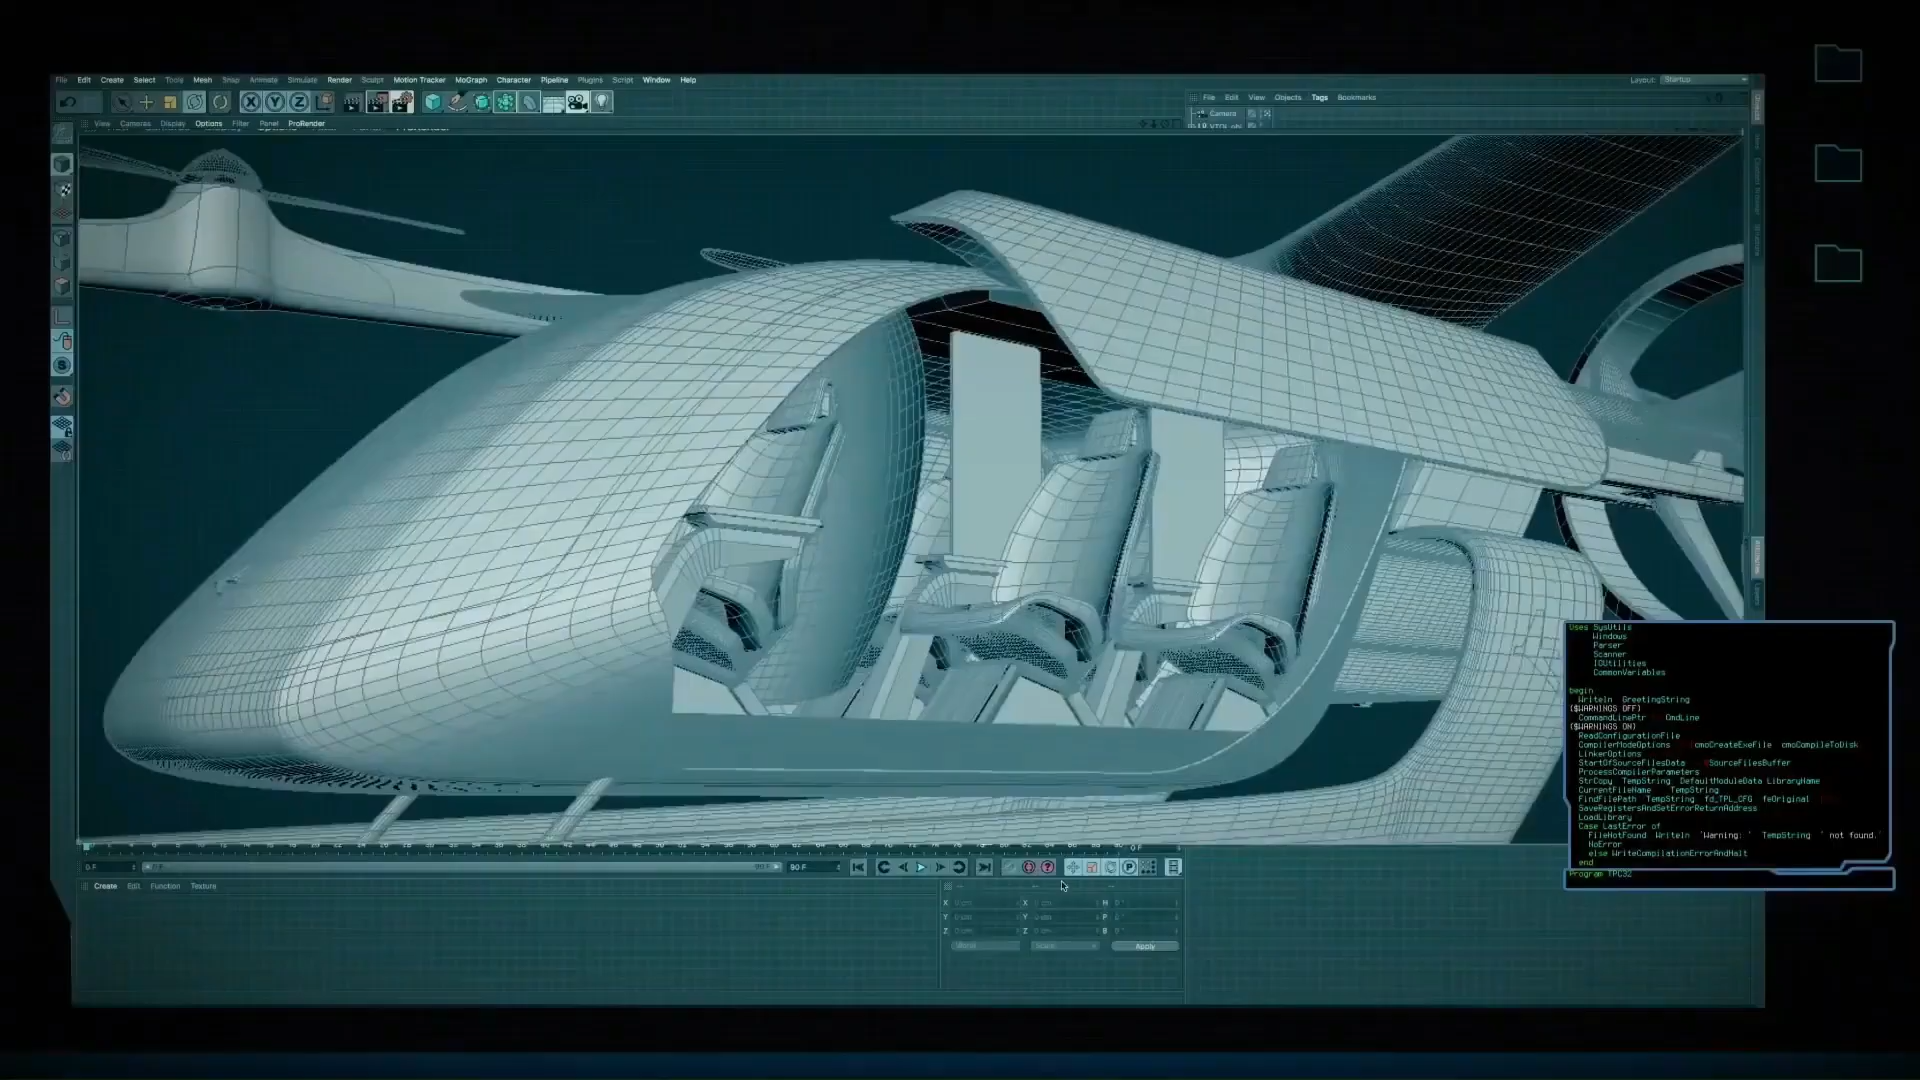 File Edit Create Select Tools Mesh Snap Animate Simulate Render Sculpt Motion Tracker MoGraph Character Pipeline Plugins Script Window Help
Layout: Startup
File Edit View Objects Tags Bookmarks
Camera
View Cameras Display Options Filter Panel ProRender
X Y Z
S
0 F
90 F
0 F
P
Create Edit Function Texture
X X H
Y Y P
Z Z B
Apply
Uses SysUtils
Windows
Parser
Scanner
IOUtilities
CommonVariables
begin
Writeln GreetingString
{$WARNINGS OFF}
CommandLinePtr CmdLine
{$WARNINGS ON}
ReadConfigurationFile
CompilerModeOptions cmoCreateExeFile cmoCompileToDisk
LinkerOptions
StartOfSourceFilesData SourceFilesBuffer
ProcessCompilerParameters
StrCopy TempString DefaultModuleData LibraryName
CurrentFileName TempString
FindFilePath TempString fd_TPL_CFG feOriginal
SaveRegistersAndSetErrorReturnAddress
LoadLibrary
Case LastError of
FileNotFound Writeln 'Warning: ' TempString ' not found.'
NoError
else WriteCompilationErrorAndHalt
end
Program TPC32